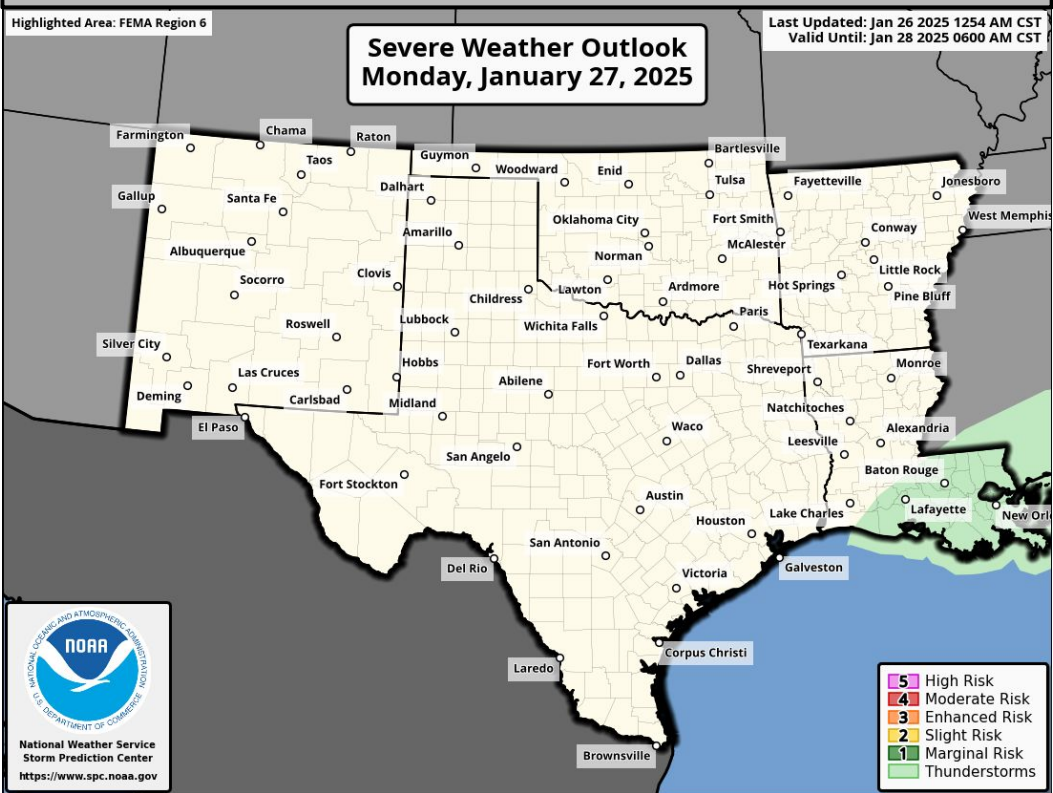 Highlighted Area: FEMA Region 6
Last Updated: Jan 26 2025 1254 AM CST
Valid Until: Jan 28 2025 0600 AM CST
Severe Weather Outlook
Monday, January 27, 2025
Farmington
Chama
Raton
Taos
Guymon
Woodward
Enid
Bartlesville
Tulsa
Fayetteville
Jonesboro
Gallup
Santa Fe
Dalhart
Oklahoma City
Fort Smith
West Memphis
Albuquerque
Amarillo
Norman
McAlester
Conway
Socorro
Clovis
Childress
Lawton
Ardmore
Hot Springs
Little Rock
Pine Bluff
Roswell
Lubbock
Wichita Falls
Paris
Texarkana
Silver City
Las Cruces
Hobbs
Fort Worth
Dallas
Shreveport
Monroe
Deming
Carlsbad
Midland
Abilene
Natchitoches
El Paso
San Angelo
Waco
Leesville
Alexandria
Fort Stockton
Baton Rouge
Austin
Lake Charles
Lafayette
New Orl
Houston
San Antonio
Del Rio
Victoria
Galveston
Laredo
Corpus Christi
Brownsville
NATIONAL OCEANIC AND ATMOSPHERIC ADMINISTRATION
NOAA
U.S. DEPARTMENT OF COMMERCE
National Weather Service
Storm Prediction Center
https://www.spc.noaa.gov
5 High Risk
4 Moderate Risk
3 Enhanced Risk
2 Slight Risk
1 Marginal Risk
Thunderstorms